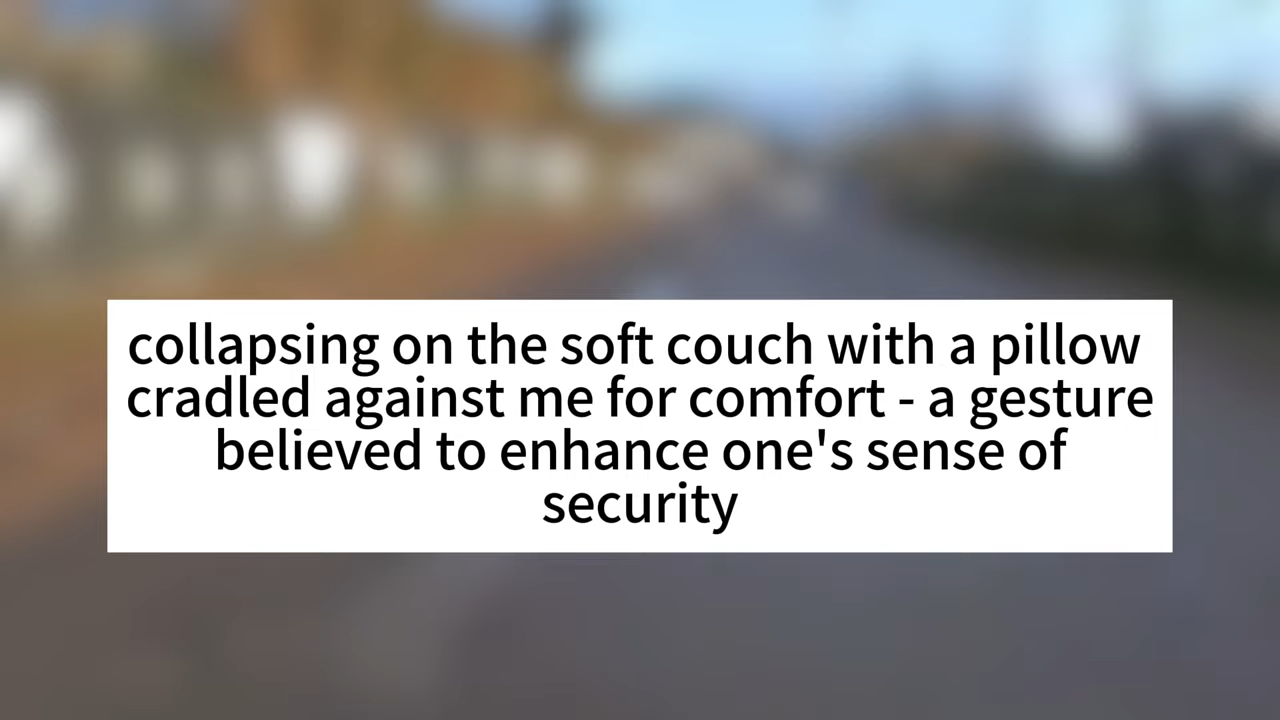 collapsing on the soft couch with a pillow
cradled against me for comfort - a gesture
believed to enhance one's sense of
security